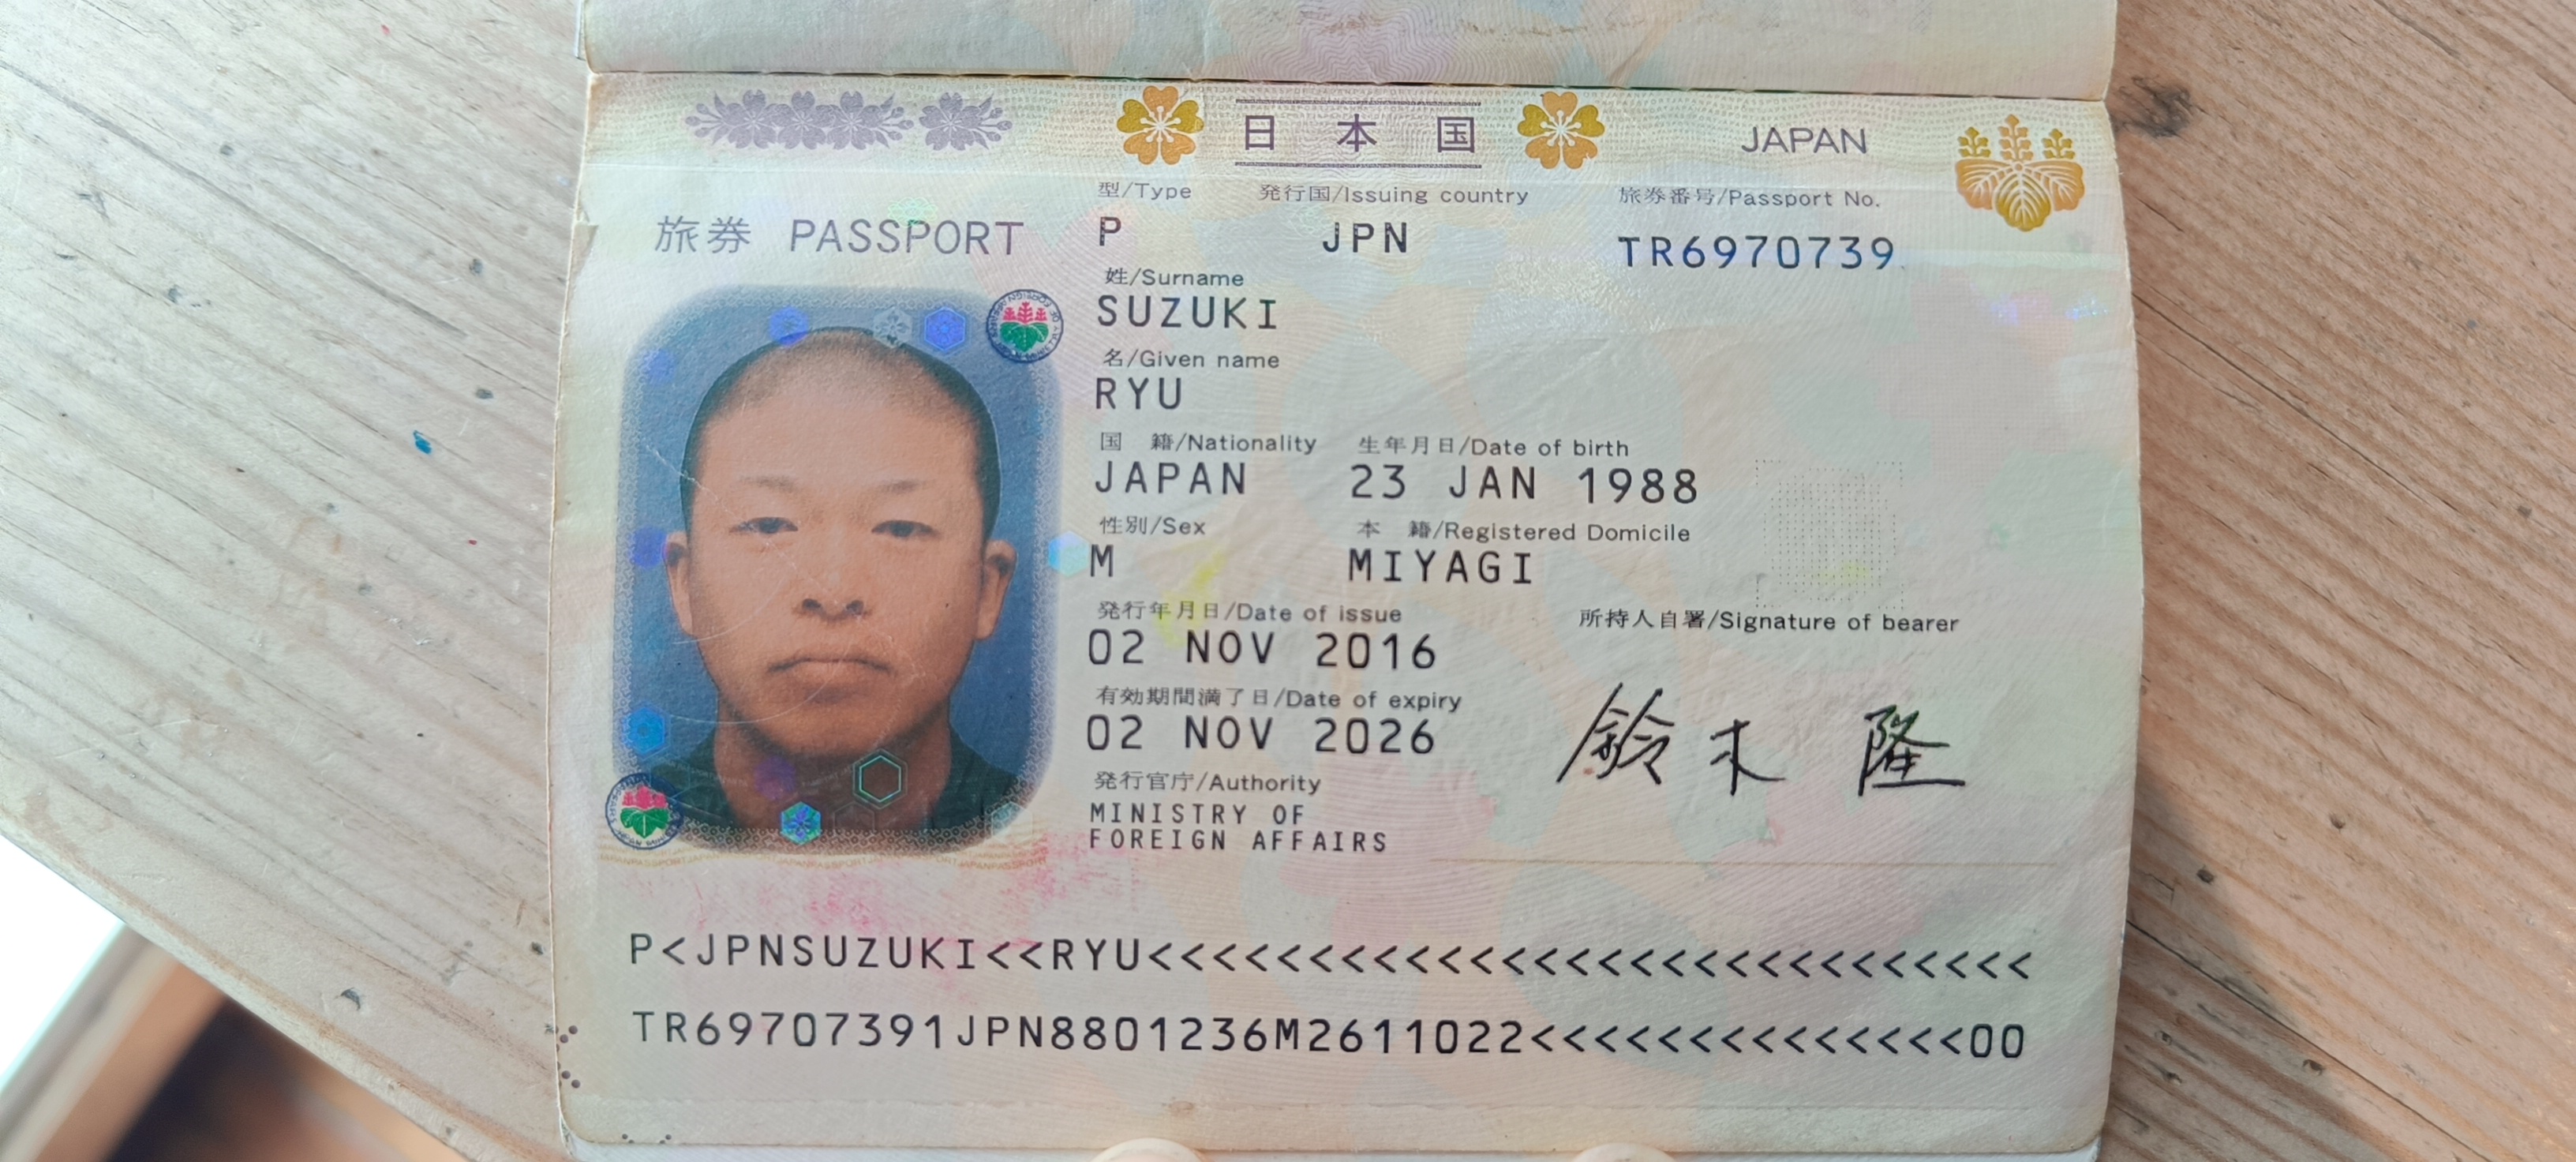 日本国 JAPAN
旅券 PASSPORT
型/Type 発行国/Issuing country 旅券番号/Passport No.
P JPN TR6970739
姓/Surname
SUZUKI
名/Given name
RYU
国 籍/Nationality 生年月日/Date of birth
JAPAN 23 JAN 1988
性別/Sex 本 籍/Registered Domicile
M MIYAGI
発行年月日/Date of issue 所持人自署/Signature of bearer
02 NOV 2016
有効期間満了日/Date of expiry
02 NOV 2026 鈴木 隆
発行官庁/Authority
MINISTRY OF
FOREIGN AFFAIRS
P<JPNSUZUKI<<RYU<<<<<<<<<<<<<<<<<<<<<<<<<<<<
TR69707391JPN8801236M2611022<<<<<<<<<<<<<<00